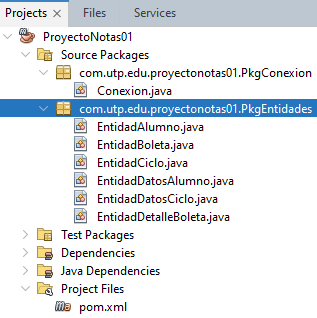 Projects × Files Services
ProyectoNotas01
Source Packages
com.utp.edu.proyectonotas01.PkgConexion
Conexion.java
com.utp.edu.proyectonotas01.PkgEntidades
EntidadAlumno.java
EntidadBoleta.java
EntidadCiclo.java
EntidadDatosAlumno.java
EntidadDatosCiclo.java
EntidadDetalleBoleta.java
Test Packages
Dependencies
Java Dependencies
Project Files
pom.xml